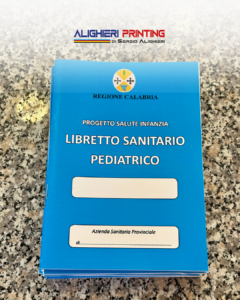 ALIGHIERI PRINTING
DI SERGIO ALIGHIERI
REGIONE CALABRIA
PROGETTO SALUTE INFANZIA
LIBRETTO SANITARIO
PEDIATRICO
Azienda Sanitaria Provinciale
di